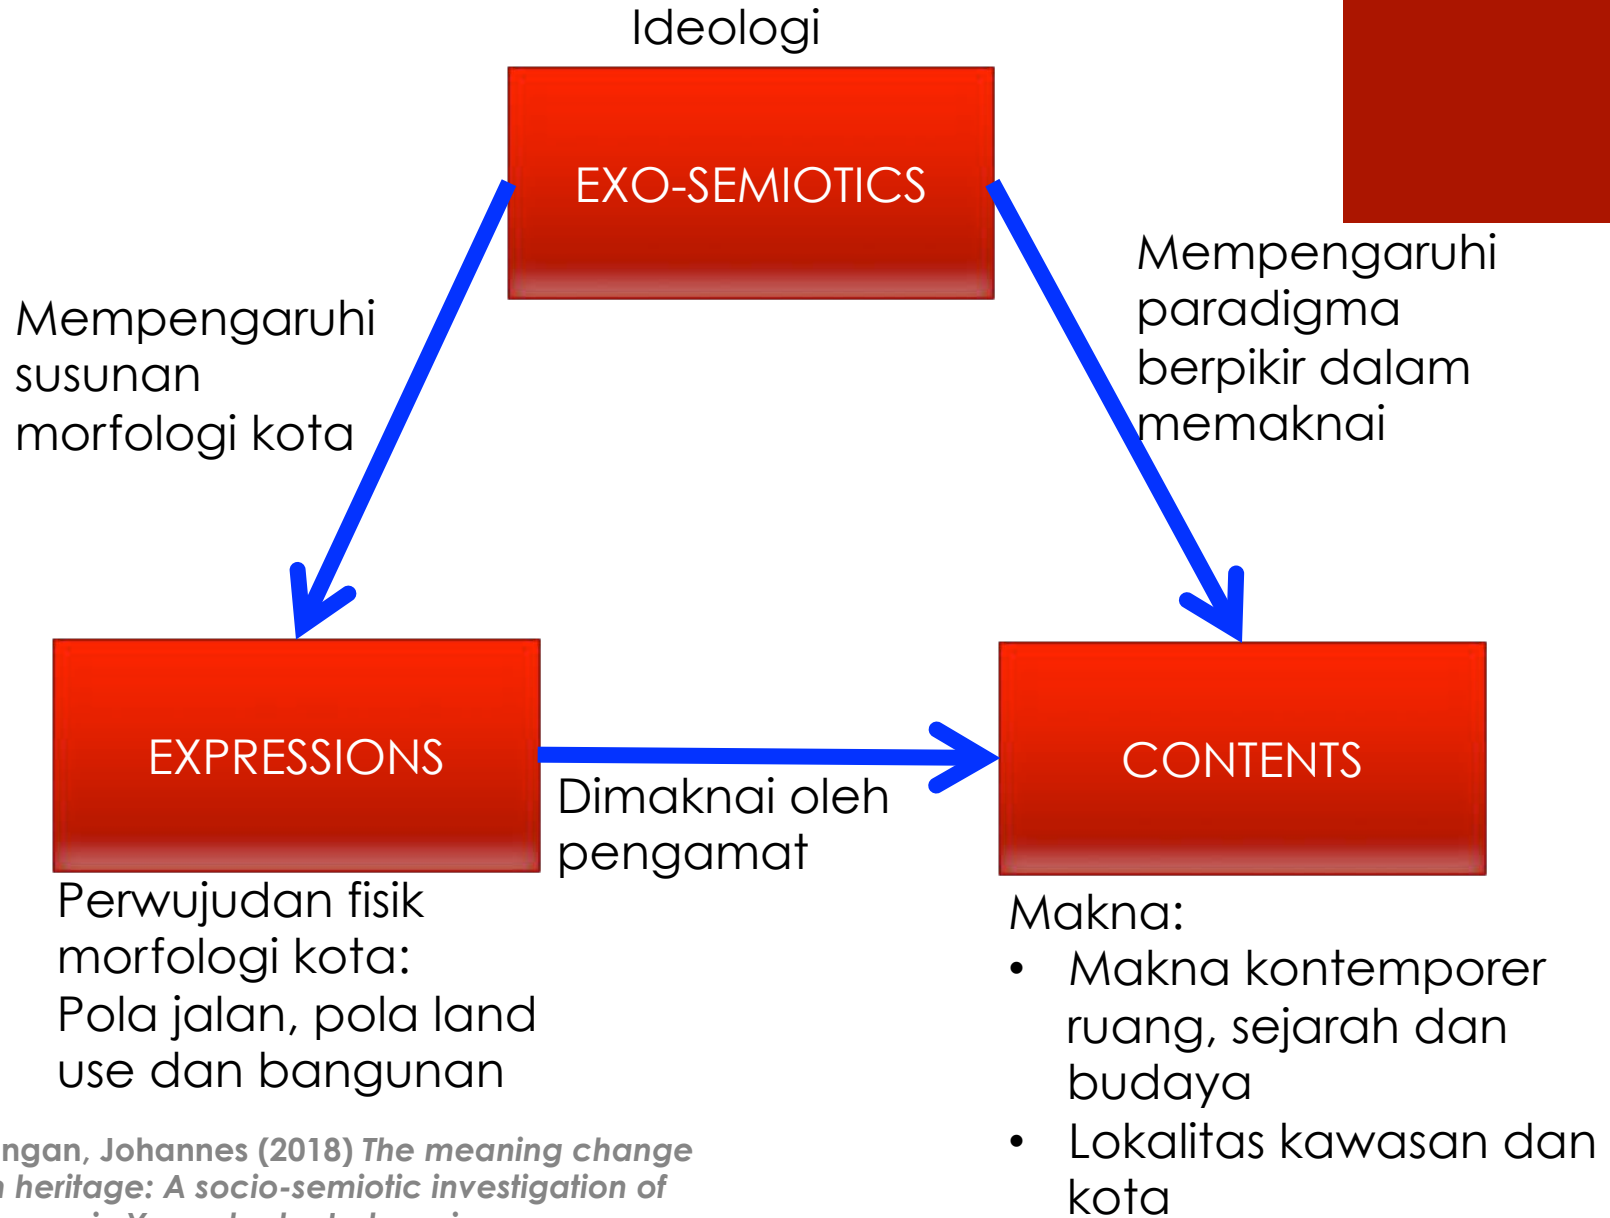 Ideologi
EXO-SEMIOTICS
Mempengaruhi
susunan
morfologi kota
Mempengaruhi
paradigma
berpikir dalam
memaknai
EXPRESSIONS
Dimaknai oleh
pengamat
CONTENTS
Perwujudan fisik
morfologi kota:
Pola jalan, pola land
use dan bangunan
Makna:
• Makna kontemporer
ruang, sejarah dan
budaya
• Lokalitas kawasan dan
kota
Johannes (2018) The meaning change
heritage: A socio-semiotic investigation of